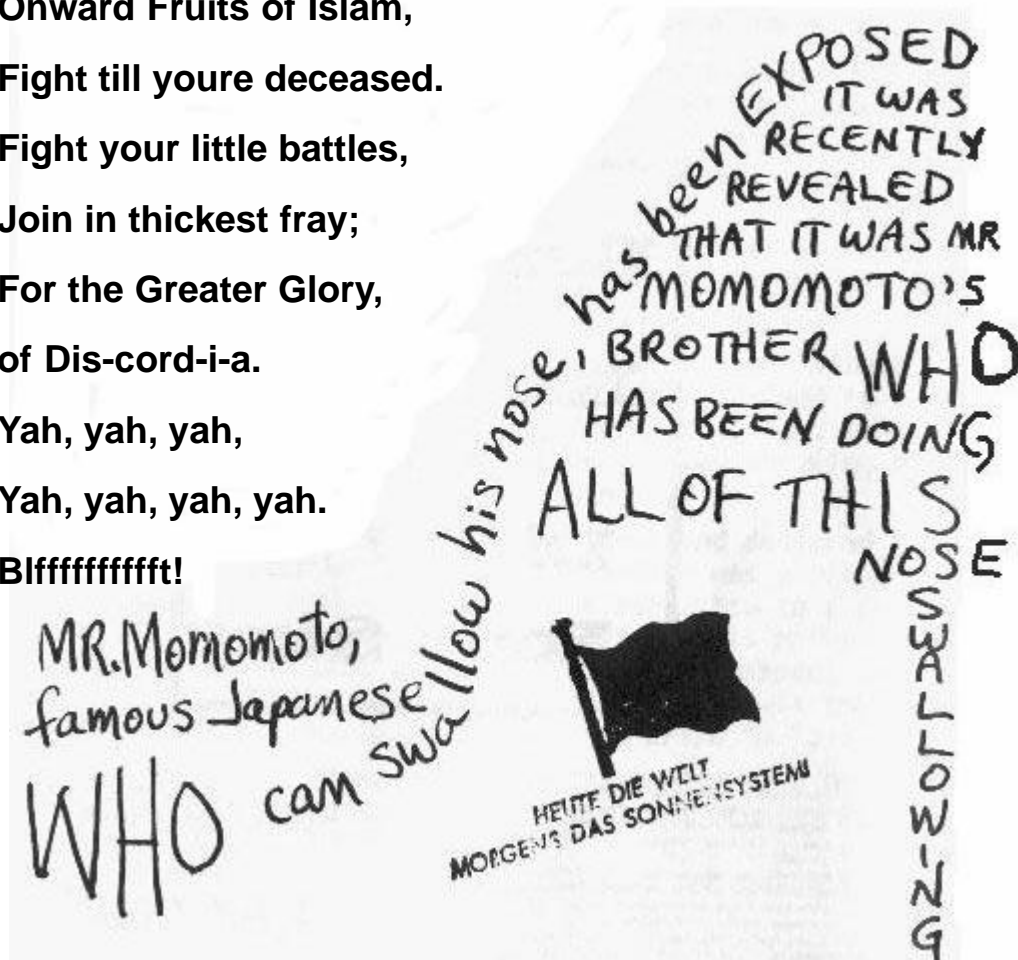 Onward Fruits of Islam,
Fight till youre deceased.
Fight your little battles,
Join in thickest fray;
For the Greater Glory,
of Dis-cord-i-a.
Yah, yah, yah,
Yah, yah, yah, yah.
Blffffffffffft!
MR. Momomoto,
famous Japanese
WHO can swallow his nose, has been EXPOSED
IT WAS
RECENTLY
REVEALED
THAT IT WAS MR
MOMOMOTO'S
BROTHER WHO
HAS BEEN DOING
ALL OF THIS
NOSE
SWALLOWING
HEUTE DIE WELT
MORGENS DAS SONNENSYSTEM!